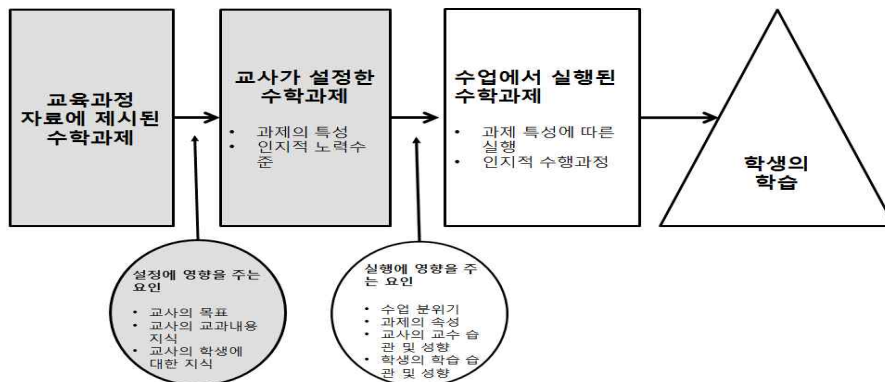 교육과정
자료에 제시된
수학과제
교사가 설정한
수학과제
• 과제의 특성
• 인지적 노력수
준
수업에서 실행된
수학과제
• 과제 특성에 따른
실행
• 인지적 수행과정
학생의
학습
설정에 영향을 주는
요인
• 교사의 목표
• 교사의 교과내용
지식
• 교사의 학생에
대한 지식
실행에 영향을 주
는 요인
• 수업 분위기
• 과제의 속성
• 교사의 교수 습
관 및 성향
• 학생의 학습 습
관 및 성향